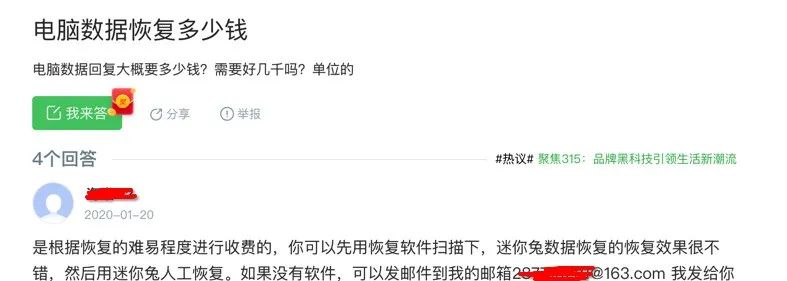 电脑数据恢复多少钱
电脑数据回复大概要多少钱？需要好几千吗？单位的
我来答
奖
分享
举报
4个回答
#热议# 聚焦315：品牌黑科技引领生活新潮流
2020-01-20
是根据恢复的难易程度进行收费的，你可以先用恢复软件扫描下，迷你兔数据恢复的恢复效果很不
错，然后用迷你兔人工恢复。如果没有软件，可以发邮件到我的邮箱 @163.com 我发给你